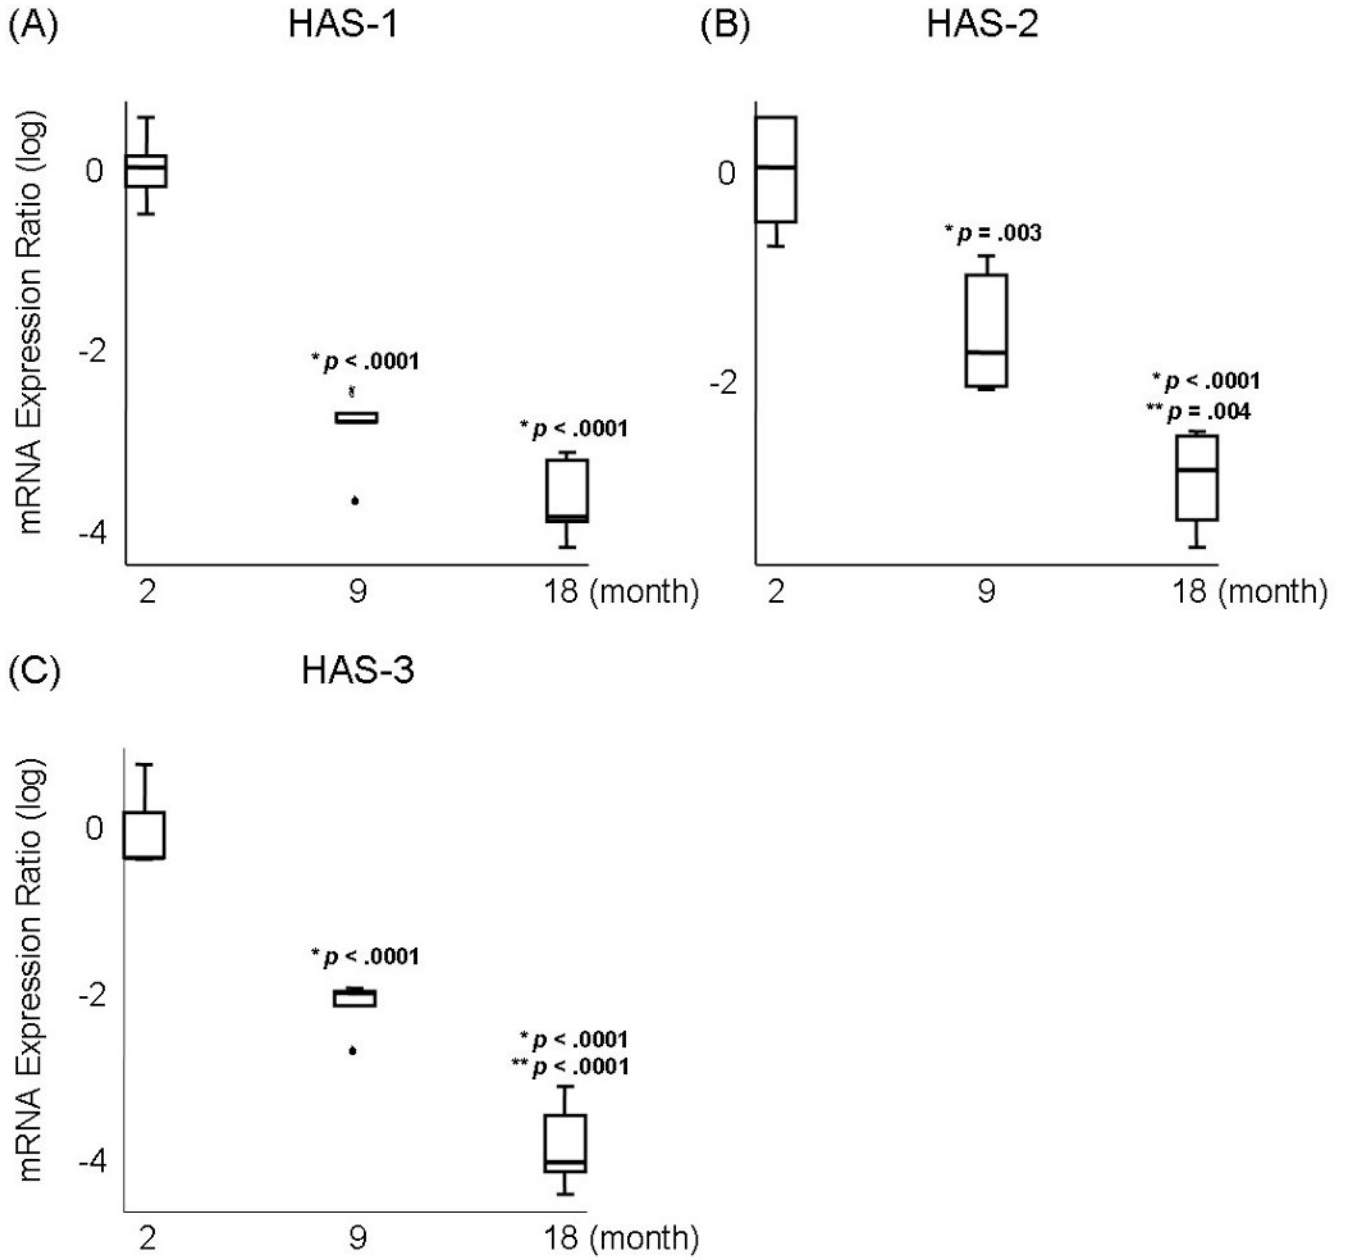 (A) HAS-1
mRNA Expression Ratio (log)
0
-2
-4
* p < .0001
* p < .0001
2 9 18 (month)
(B) HAS-2
0
-2
* p = .003
* p < .0001
** p = .004
2 9 18 (month)
(C) HAS-3
mRNA Expression Ratio (log)
0
-2
-4
* p < .0001
* p < .0001
** p < .0001
2 9 18 (month)